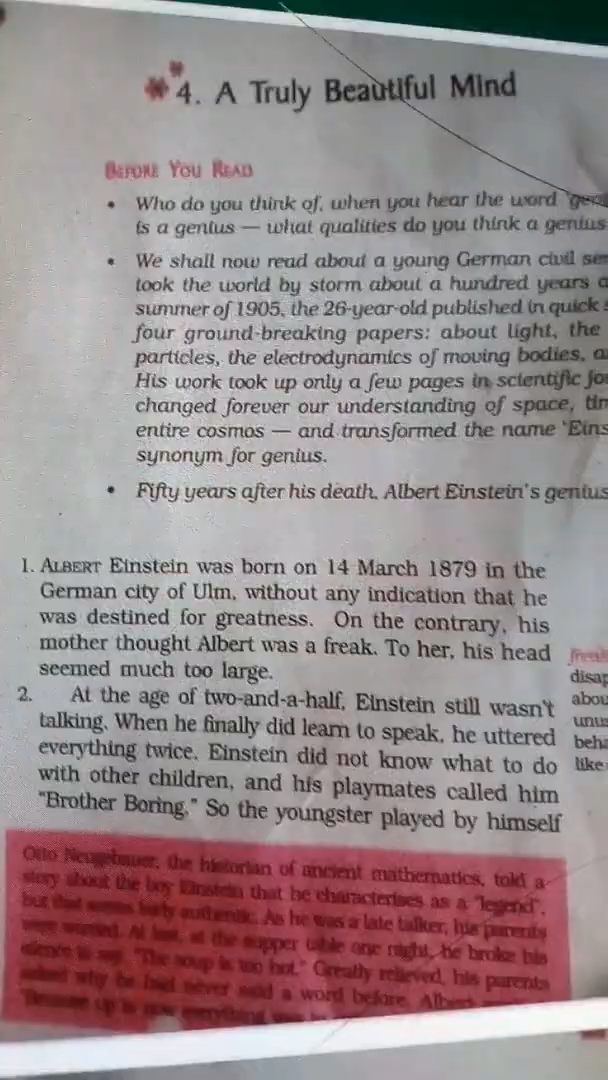 4. A Truly Beautiful Mind
BEFORE YOU READ
• Who do you think of, when you hear the word
is a genius — what qualities do you think a genius
• We shall now read about a young German civil
took the world by storm about a hundred years
summer of 1905, the 26-year-old published in quick
four ground-breaking papers: about light, the
particles, the electrodynamics of moving bodies,
His work took up only a few pages in scientific
changed forever our understanding of space,
entire cosmos — and transformed the name 'Eins
synonym for genius.
• Fifty years after his death, Albert Einstein's genius
1. ALBERT Einstein was born on 14 March 1879 in the
German city of Ulm, without any indication that he
was destined for greatness. On the contrary, his
mother thought Albert was a freak. To her, his head
seemed much too large.
2. At the age of two-and-a-half, Einstein still wasn't
talking. When he finally did learn to speak, he uttered
everything twice. Einstein did not know what to do
with other children, and his playmates called him
"Brother Boring." So the youngster played by himself
freak
disap
abou
unus
beha
like
Otto Neugebauer, the historian of ancient mathematics, told a
story about the boy Einstein that he characterises as a "legend",
but that seems fairly authentic. As he was a late talker, his parents
were worried. At last, at the supper table one night, he broke his
silence to say, "The soup is too hot." Greatly relieved, his parents
asked why he had never said a word before. Albert
"Because up to now everything was in